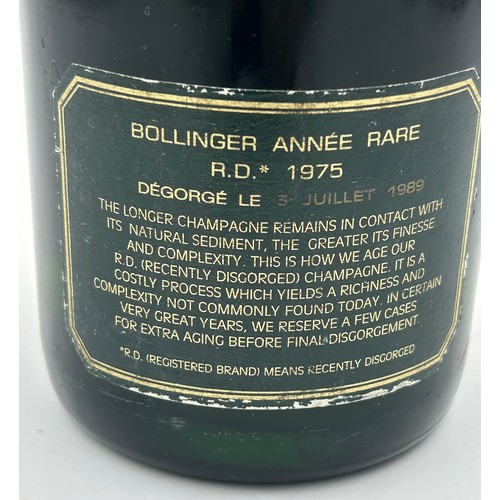 BOLLINGER ANNÉE RARE
R.D.* 1975
DÉGORGÉ LE 3 JUILLET 1989
THE LONGER CHAMPAGNE REMAINS IN CONTACT WITH
ITS NATURAL SEDIMENT, THE GREATER ITS FINESSE
AND COMPLEXITY. THIS IS HOW WE AGE OUR
R.D. (RECENTLY DISGORGED) CHAMPAGNE. IT IS A
COSTLY PROCESS WHICH YIELDS A RICHNESS AND
COMPLEXITY NOT COMMONLY FOUND TODAY. IN CERTAIN
VERY GREAT YEARS, WE RESERVE A FEW CASES
FOR EXTRA AGING BEFORE FINAL DISGORGEMENT.
*R.D. (REGISTERED BRAND) MEANS RECENTLY DISGORGED